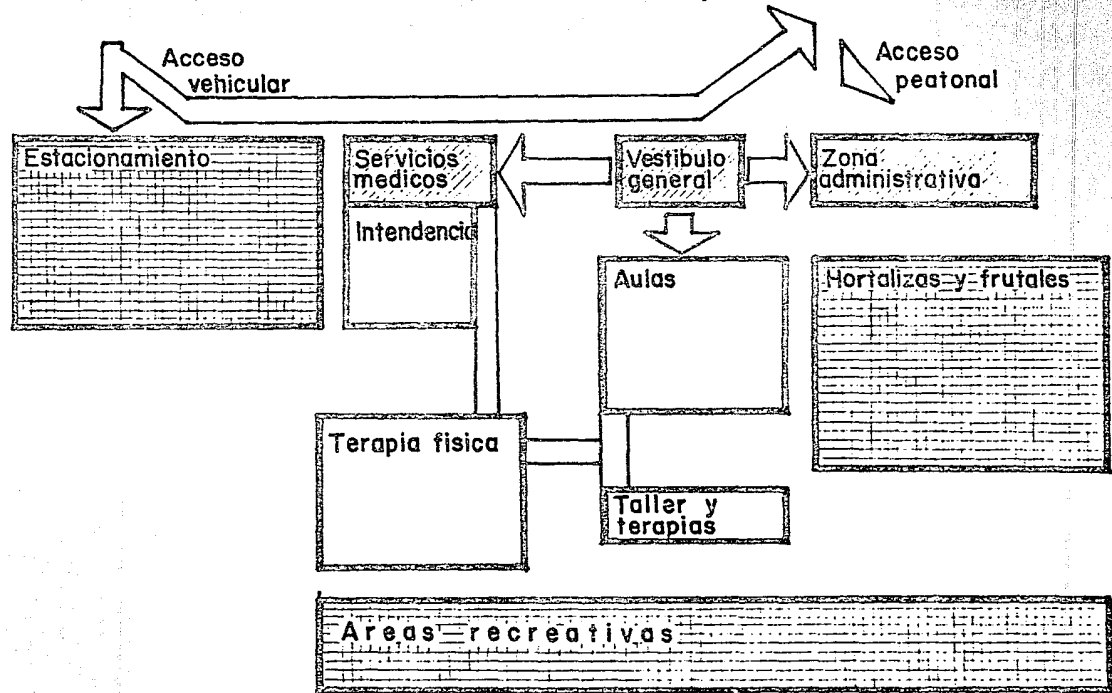 Acceso
vehicular
Acceso
peatonal
Estacionamiento
Servicios
medicos
Vestibulo
general
Zona
administrativa
Intendencia
Aulas
Hortalizas y frutales
Terapia fisica
Taller y
terapias
Areas recreativas